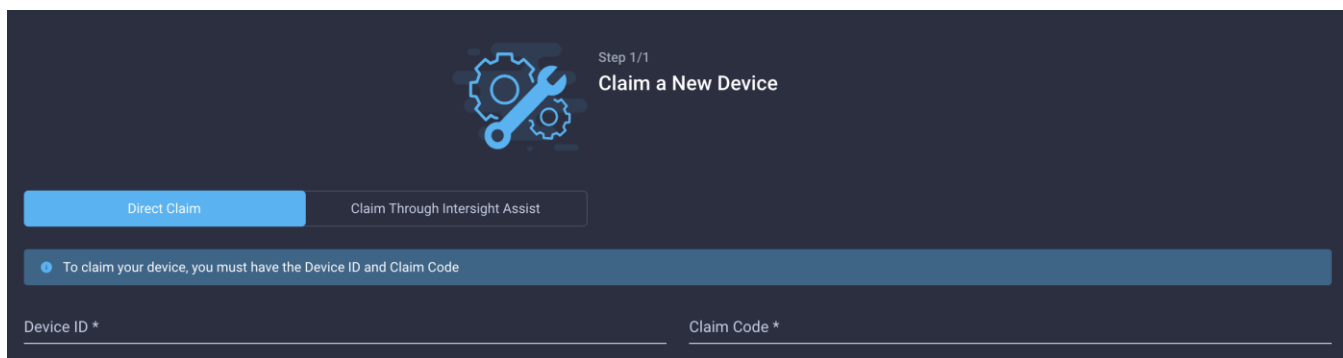 Step 1/1
Claim a New Device
Direct Claim
Claim Through Intersight Assist
To claim your device, you must have the Device ID and Claim Code
Device ID *
Claim Code *